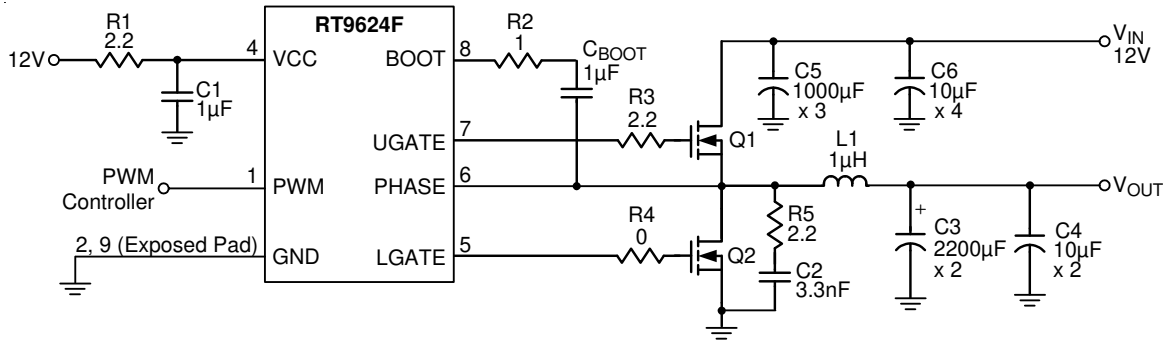 RT9624F
R1
2.2
12V
4
VCC
C1
1µF
BOOT
8
R2
1
C_BOOT
1µF
R3
2.2
UGATE
7
Q1
C5
1000µF
x 3
C6
10µF
x 4
V_IN
12V
PWM
Controller
1
PWM
PHASE
6
L1
1µH
V_OUT
2, 9 (Exposed Pad)
GND
LGATE
5
R4
0
Q2
R5
2.2
C2
3.3nF
+
C3
2200µF
x 2
C4
10µF
x 2